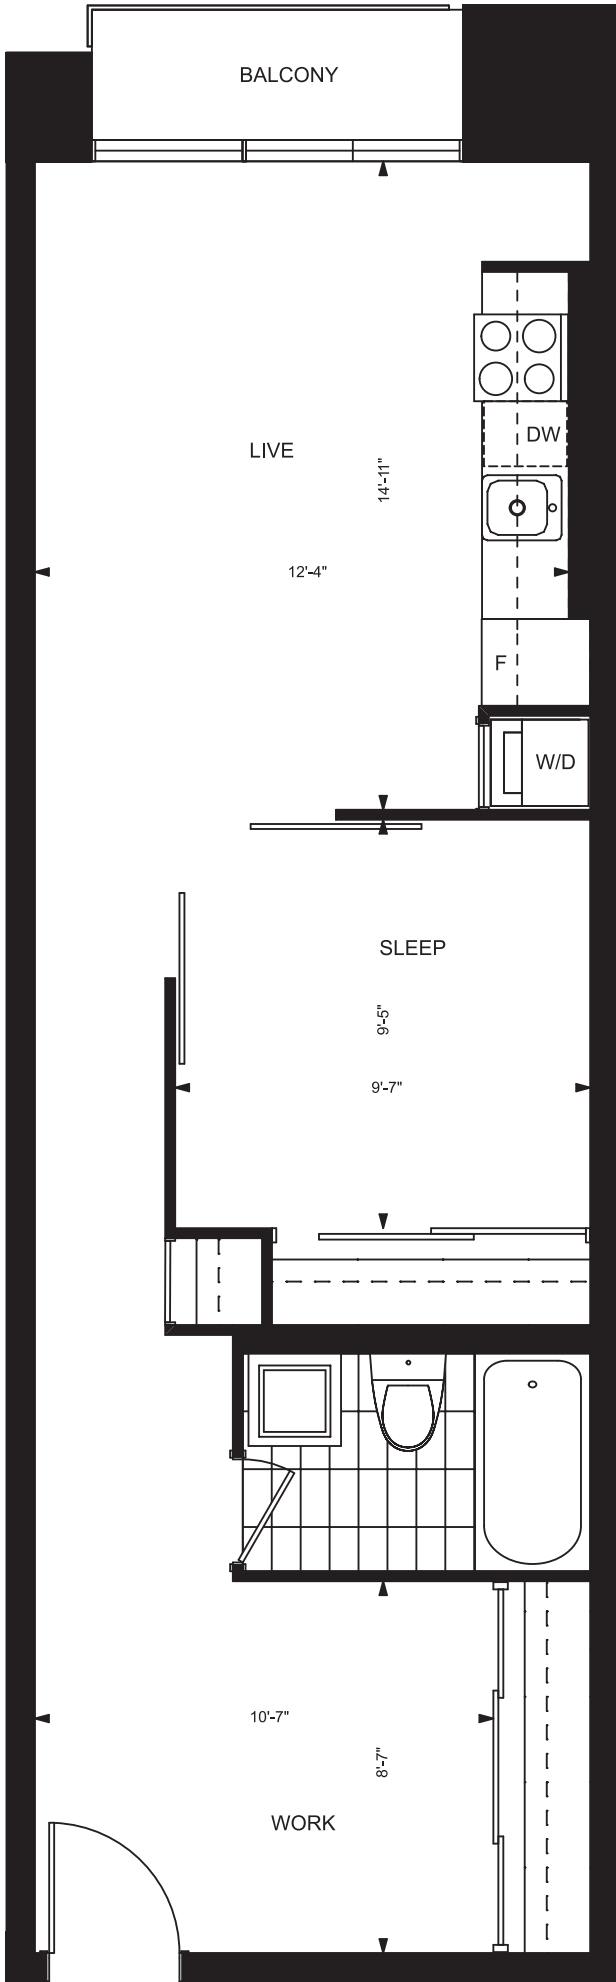 BALCONY
LIVE
14'-11"
12'-4"
DW
F
W/D
SLEEP
9'-5"
9'-7"
10'-7"
8'-7"
WORK